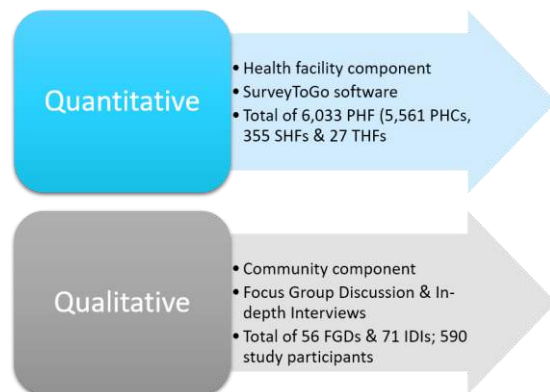 Quantitative
• Health facility component
• SurveyToGo software
• Total of 6,033 PHF (5,561 PHCs,
355 SHFs & 27 THFs
Qualitative
• Community component
• Focus Group Discussion & In-
depth Interviews
• Total of 56 FGDs & 71 IDIs; 590
study participants